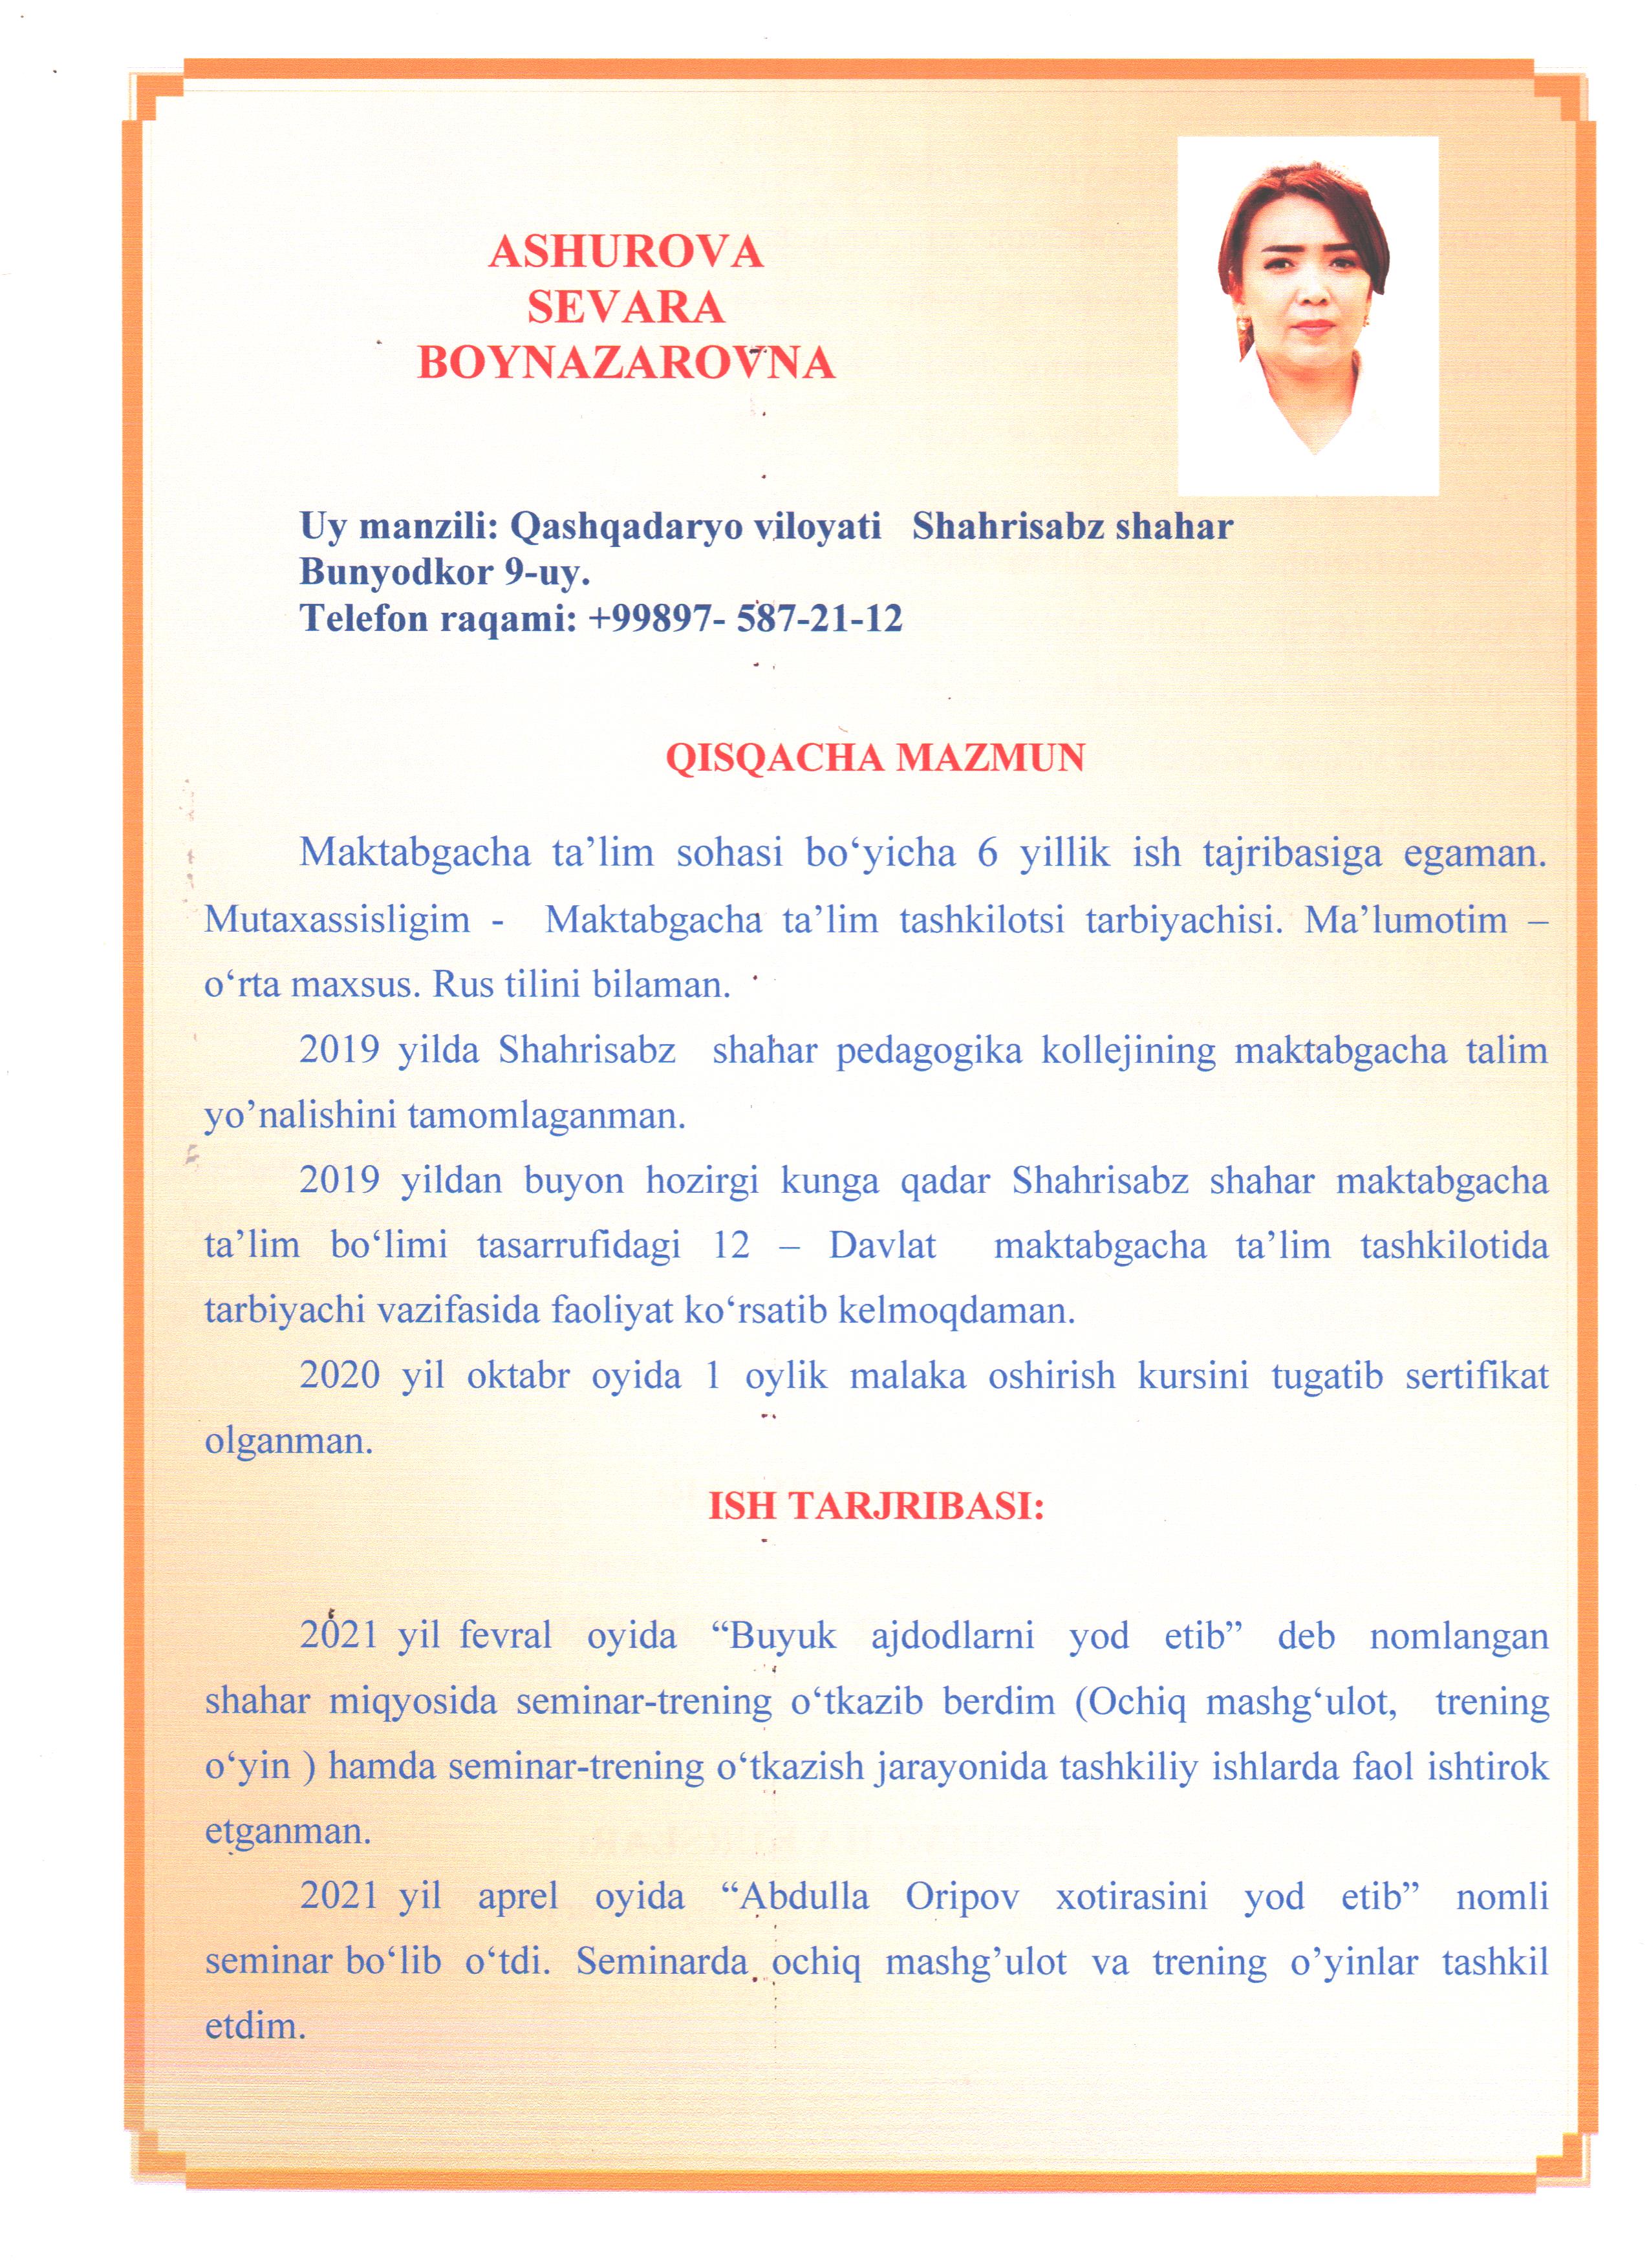 ASHUROVA
SEVARA
BOYNAZAROVNA
Uy manzili: Qashqadaryo viloyati Shahrisabz shahar
Bunyodkor 9-uy.
Telefon raqami: +99897- 587-21-12
QISQACHA MAZMUN
Maktabgacha ta’lim sohasi bo‘yicha 6 yillik ish tajribasiga egaman.
Mutaxassisligim - Maktabgacha ta’lim tashkilotsi tarbiyachisi. Ma’lumotim –
o‘rta maxsus. Rus tilini bilaman.
2019 yilda Shahrisabz shahar pedagogika kollejining maktabgacha talim
yo’nalishini tamomlaganman.
2019 yildan buyon hozirgi kunga qadar Shahrisabz shahar maktabgacha
ta’lim bo‘limi tasarrufidagi 12 – Davlat maktabgacha ta’lim tashkilotida
tarbiyachi vazifasida faoliyat ko‘rsatib kelmoqdaman.
2020 yil oktabr oyida 1 oylik malaka oshirish kursini tugatib sertifikat
olganman.
ISH TARJRIBASI:
2021 yil fevral oyida “Buyuk ajdodlarni yod etib” deb nomlangan
shahar miqyosida seminar-trening o‘tkazib berdim (Ochiq mashg‘ulot, trening
o‘yin ) hamda seminar-trening o‘tkazish jarayonida tashkiliy ishlarda faol ishtirok
etganman.
2021 yil aprel oyida “Abdulla Oripov xotirasini yod etib” nomli
seminar bo‘lib o‘tdi. Seminarda ochiq mashg’ulot va trening o’yinlar tashkil
etdim.